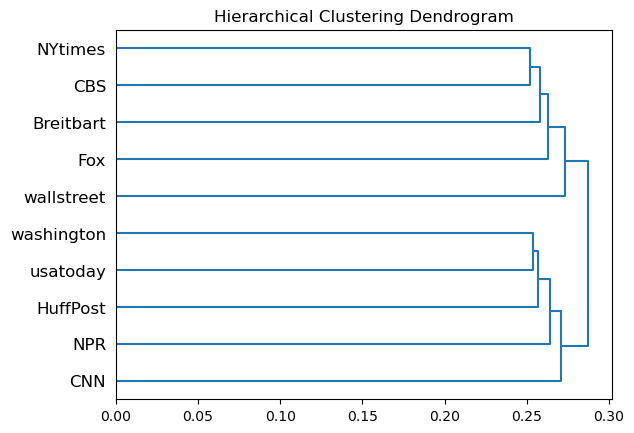 Hierarchical Clustering Dendrogram
NYtimes
CBS
Breitbart
Fox
wallstreet
washington
usatoday
HuffPost
NPR
CNN
0.00 0.05 0.10 0.15 0.20 0.25 0.30